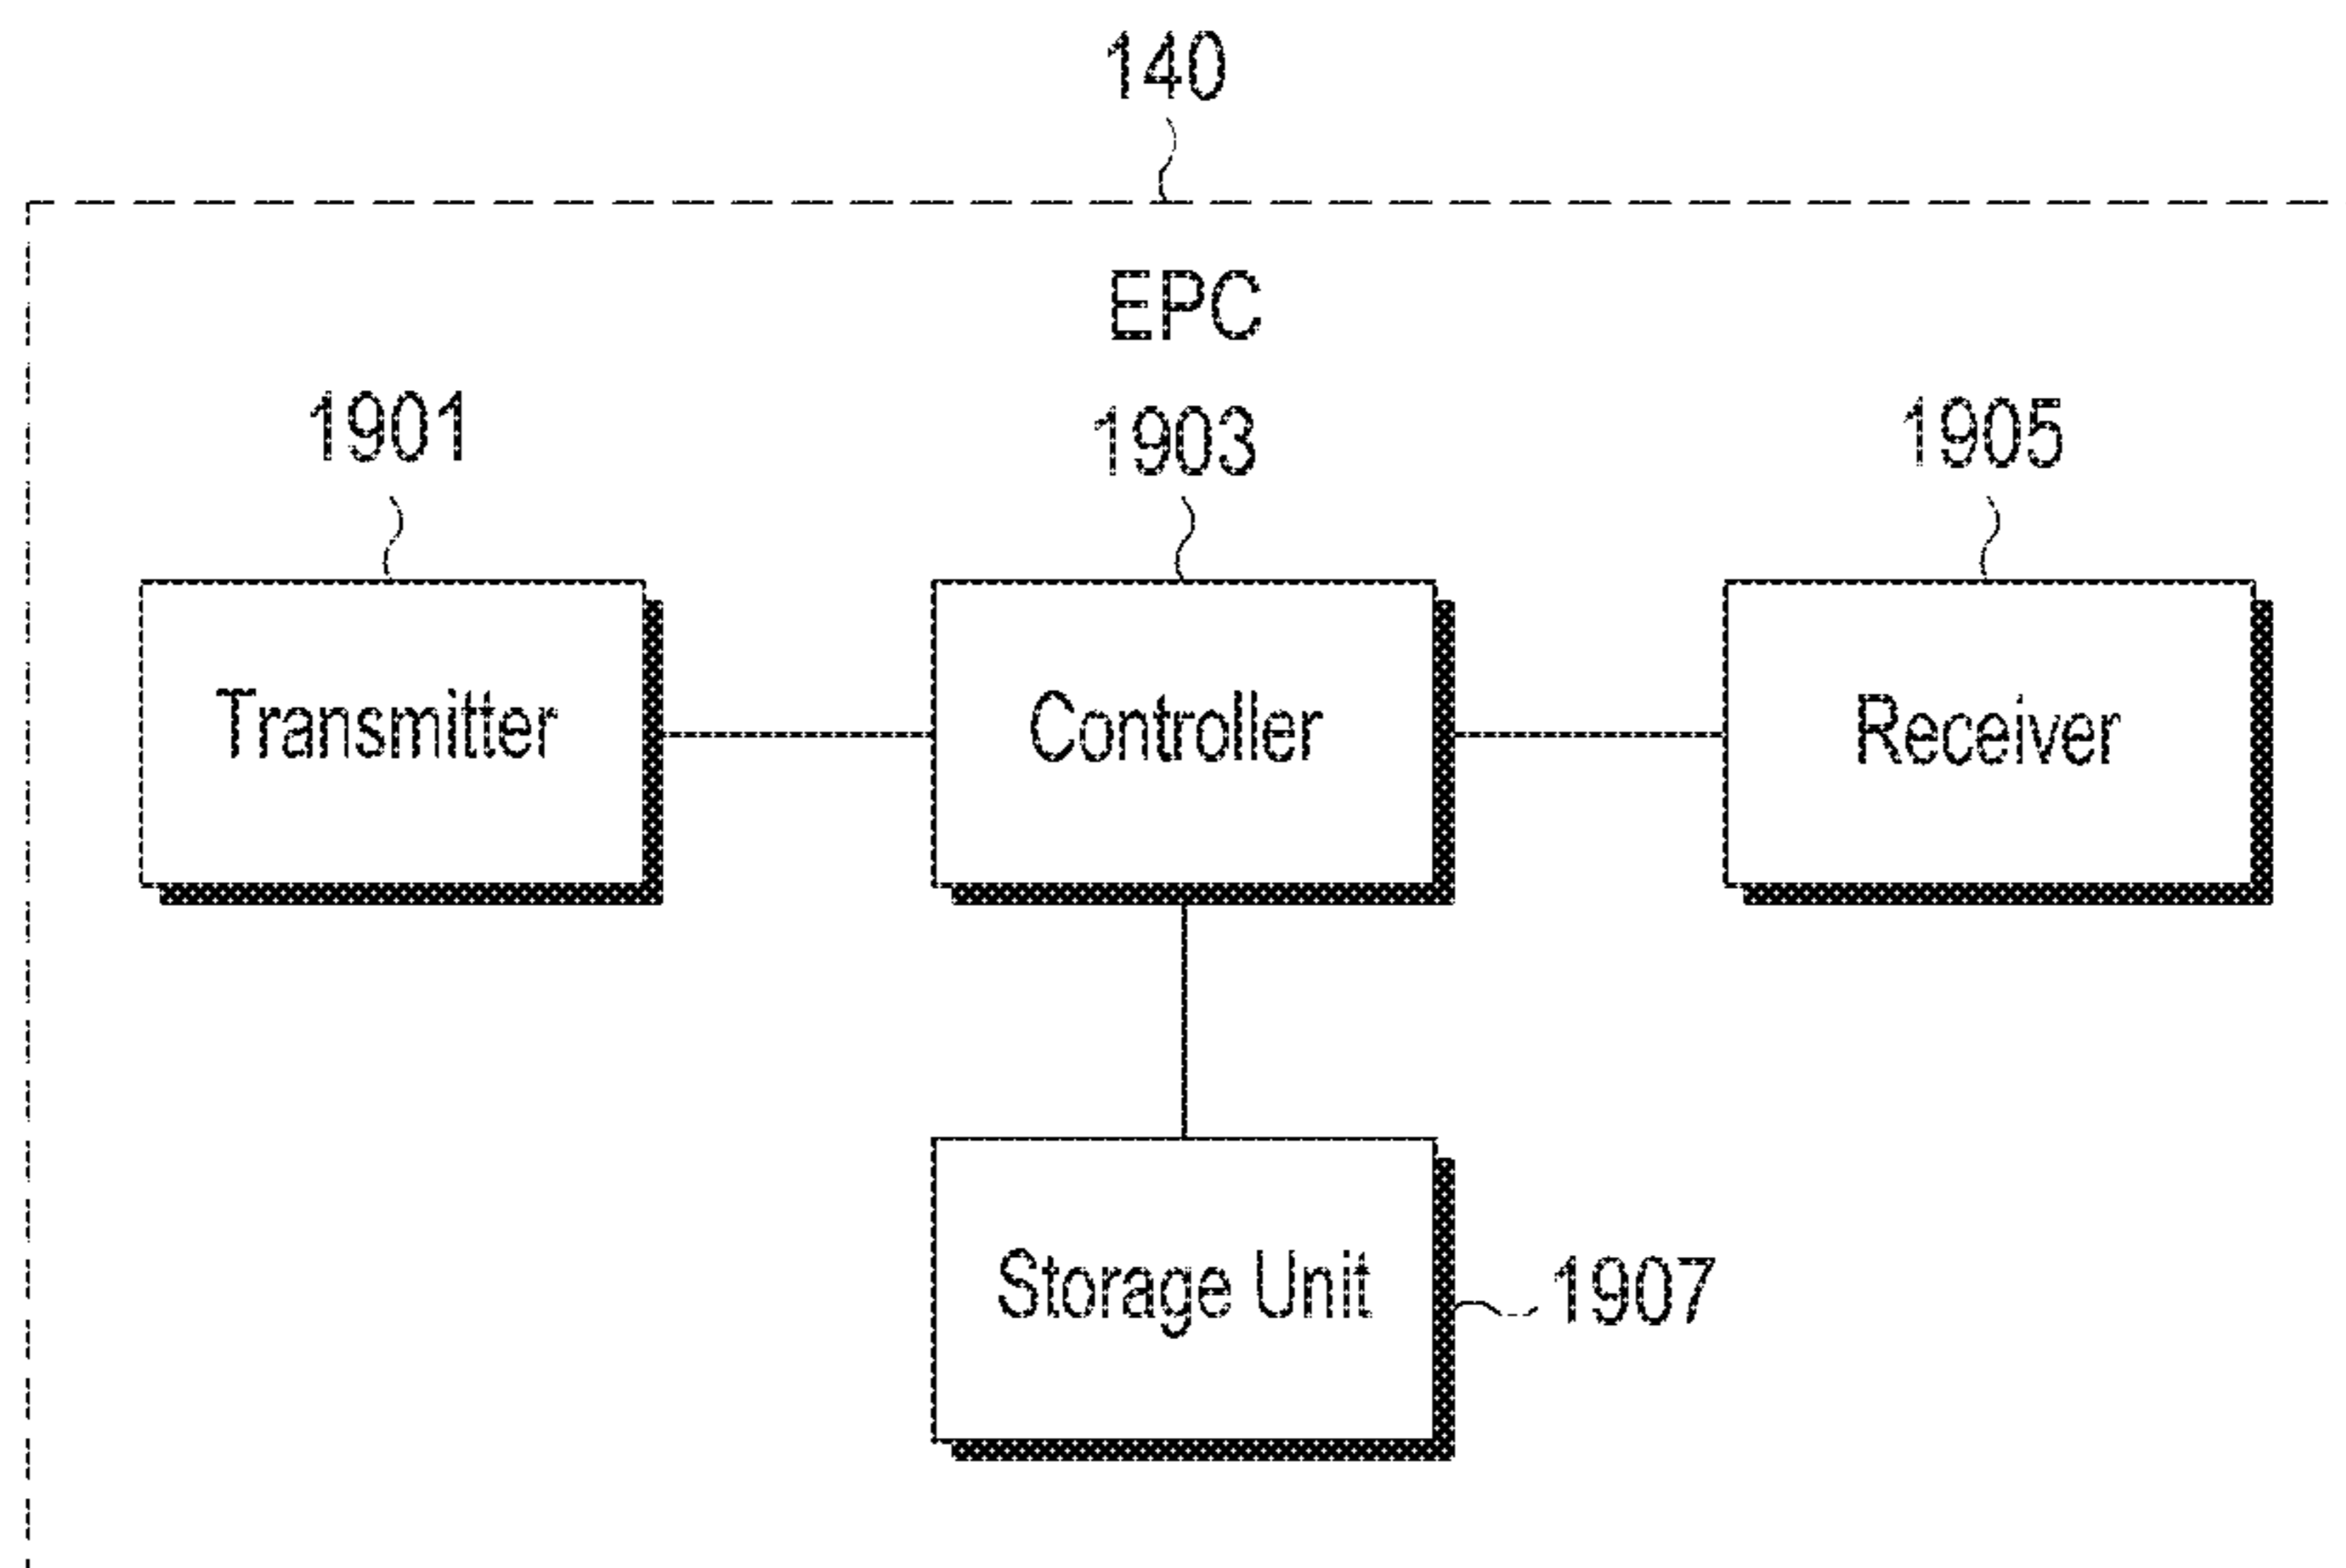 140
EPC
1901
1903
1905
Transmitter
Controller
Receiver
Storage Unit
1907